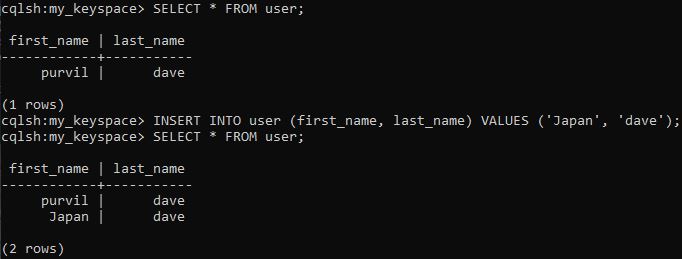 cqlsh:my_keyspace> SELECT * FROM user;
 first_name | last_name
------------+-----------
     purvil |      dave
(1 rows)
cqlsh:my_keyspace> INSERT INTO user (first_name, last_name) VALUES ('Japan', 'dave');
cqlsh:my_keyspace> SELECT * FROM user;
 first_name | last_name
------------+-----------
     purvil |      dave
      Japan |      dave
(2 rows)